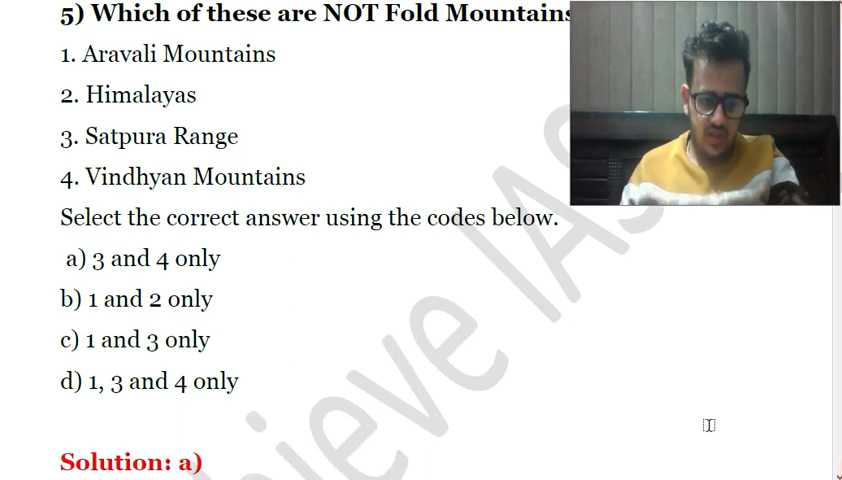 5) Which of these are NOT Fold Mountains
1. Aravali Mountains
2. Himalayas
3. Satpura Range
4. Vindhyan Mountains
Select the correct answer using the codes below.
a) 3 and 4 only
b) 1 and 2 only
c) 1 and 3 only
d) 1, 3 and 4 only
Solution: a)
hieve IAS